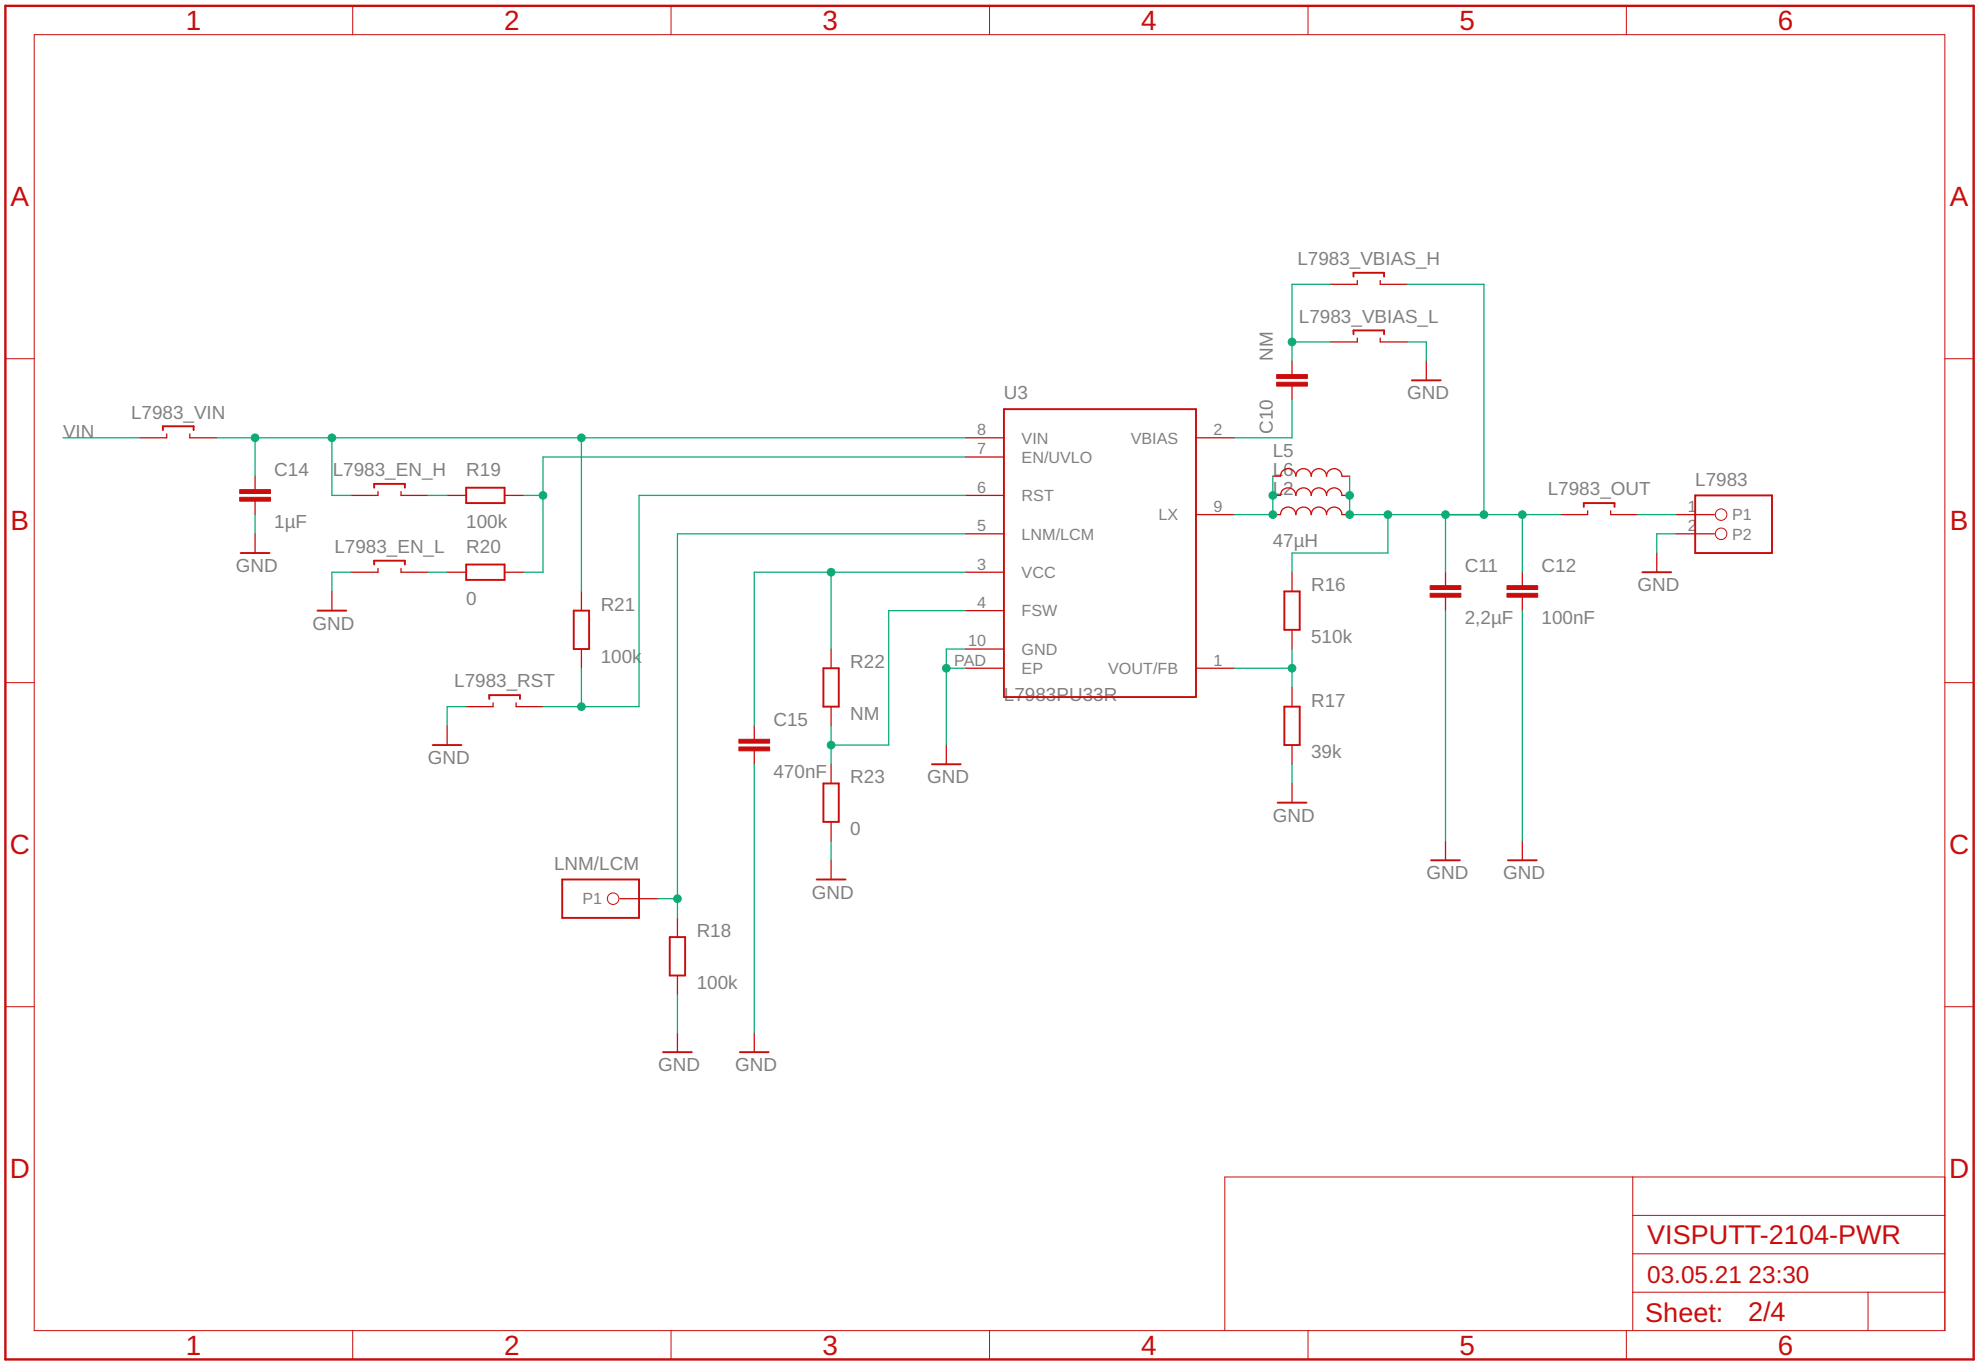 1 2 3 4 5 6
A A
L7983_VBIAS_H
L7983_VBIAS_L
NM
GND
C10
U3
L7983_VIN
VIN
8 VIN
VBIAS 2
7 EN/UVLO
C14
L7983_EN_H
R19
L5
L6
L2
L7983
6 RST
L7983_OUT
1µF
100k
LX 9
1 P1
B B
2 P2
5 LNM/LCM
47µH
GND
L7983_EN_L
R20
3 VCC
C11
C12
GND
R16
0
4 FSW
2,2µF
100nF
GND
R21
510k
10 GND
100k
R22
PAD EP
VOUT/FB 1
L7983_RST
L7983PU33R
R17
C15
NM
GND
39k
470nF
R23
GND
GND
0
C C
LNM/LCM
GND
GND
P1
GND
R18
100k
GND
GND
D D
VISPUTT-2104-PWR
03.05.21 23:30
Sheet: 2/4
1 2 3 4 5 6